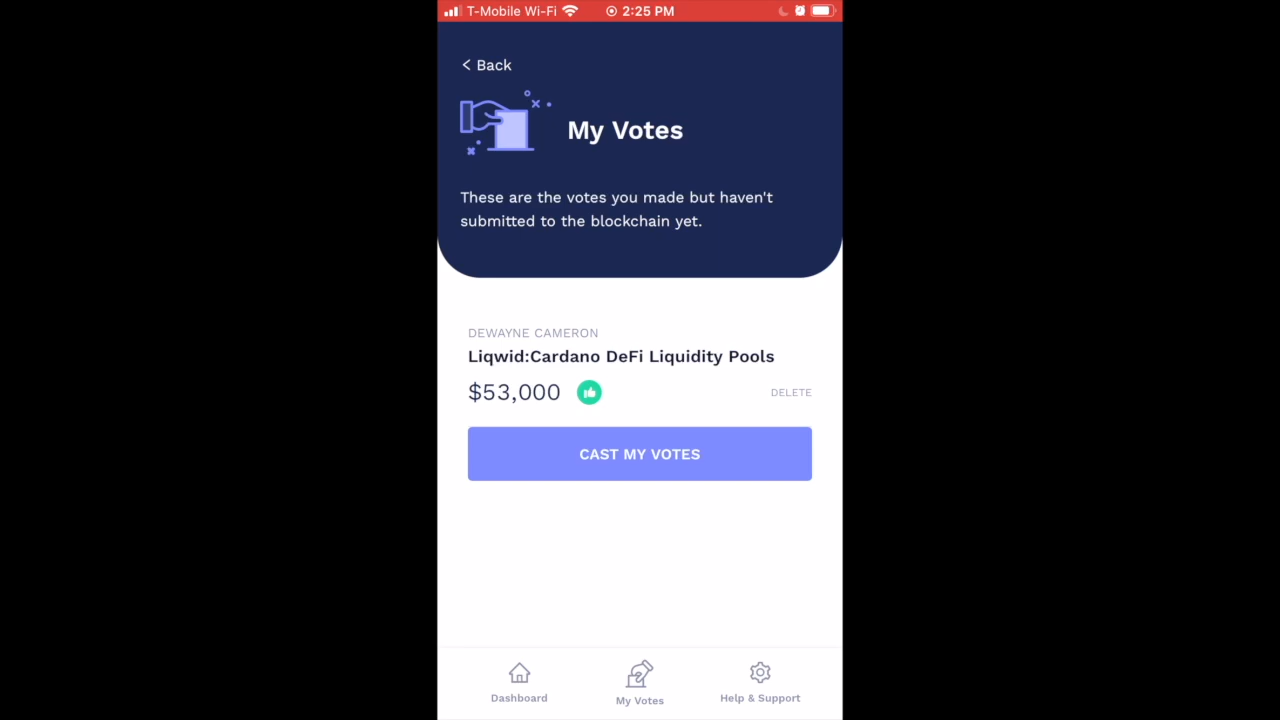 T-Mobile Wi-Fi 2:25 PM
< Back
My Votes
These are the votes you made but haven't
submitted to the blockchain yet.
DEWAYNE CAMERON
Liqwid:Cardano DeFi Liquidity Pools
$53,000
DELETE
CAST MY VOTES
Dashboard
My Votes
Help & Support